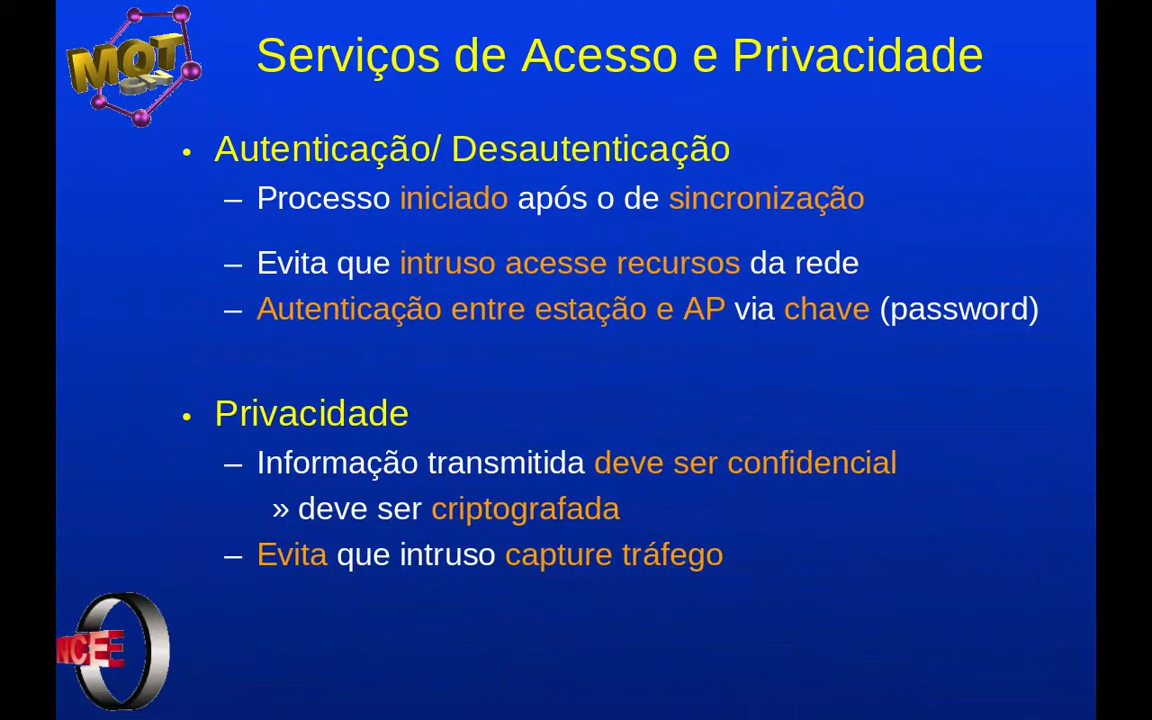 MQT
Serviços de Acesso e Privacidade
• Autenticação/ Desautenticação
– Processo iniciado após o de sincronização
– Evita que intruso acesse recursos da rede
– Autenticação entre estação e AP via chave (password)
• Privacidade
– Informação transmitida deve ser confidencial
» deve ser criptografada
– Evita que intruso capture tráfego
NCEE